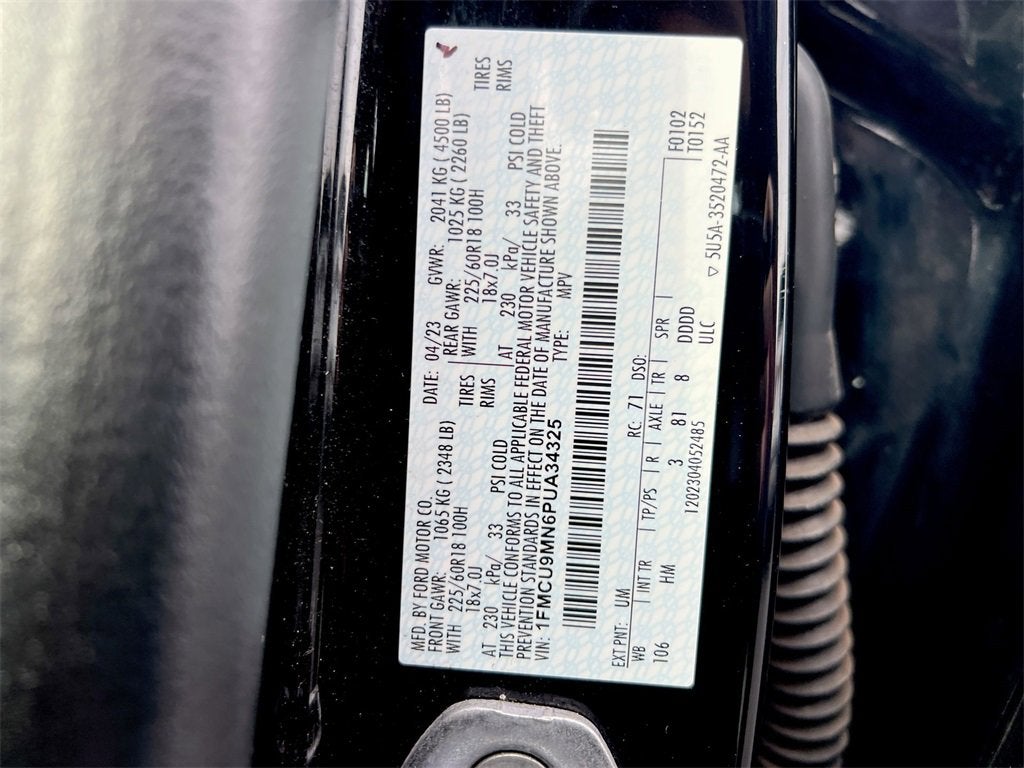 MFD. BY FORD MOTOR CO.
DATE: 04/23 GVWR: 2041 KG ( 4500 LB)
FRONT GAWR: 1065 KG ( 2348 LB) REAR GAWR: 1025 KG ( 2260 LB)
WITH 225/60R18 100H TIRES WITH 225/60R18 100H TIRES
18x7.0J RIMS 18x7.0J RIMS
AT 230 kPa/ 33 PSI COLD AT 230 kPa/ 33 PSI COLD
THIS VEHICLE CONFORMS TO ALL APPLICABLE FEDERAL MOTOR VEHICLE SAFETY AND THEFT
PREVENTION STANDARDS IN EFFECT ON THE DATE OF MANUFACTURE SHOWN ABOVE.
VIN: 1FMCU9MN6PUA34325 TYPE: MPV
EXT PNT: UM RC: 71 DSO: F0102
WB INT TR TP/PS R AXLE TR SPR T0152
106 HM 3 81 8 DDDD
1202304052485 ULC ▽ 5U5A-3520472-AA